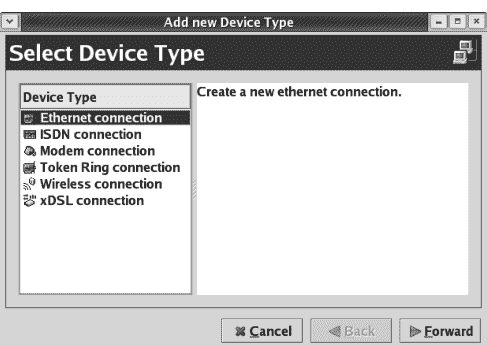 Add new Device Type
Select Device Type
Device Type
Ethernet connection
ISDN connection
Modem connection
Token Ring connection
Wireless connection
xDSL connection
Create a new ethernet connection.
Cancel
Back
Forward